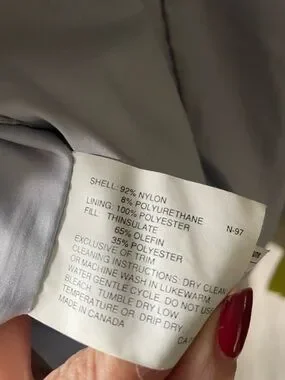 SHELL: 92% NYLON
8% POLYURETHANE
LINING: 100% POLYESTER N-97
FILL: THINSULATE
65% OLEFIN
35% POLYESTER
EXCLUSIVE OF TRIM
CLEANING INSTRUCTIONS: DRY CLEAN
OR MACHINE WASH IN LUKEWARM
WATER GENTLE CYCLE. DO NOT USE
BLEACH. TUMBLE DRY LOW
TEMPERATURE OR DRIP DRY.
MADE IN CANADA CA